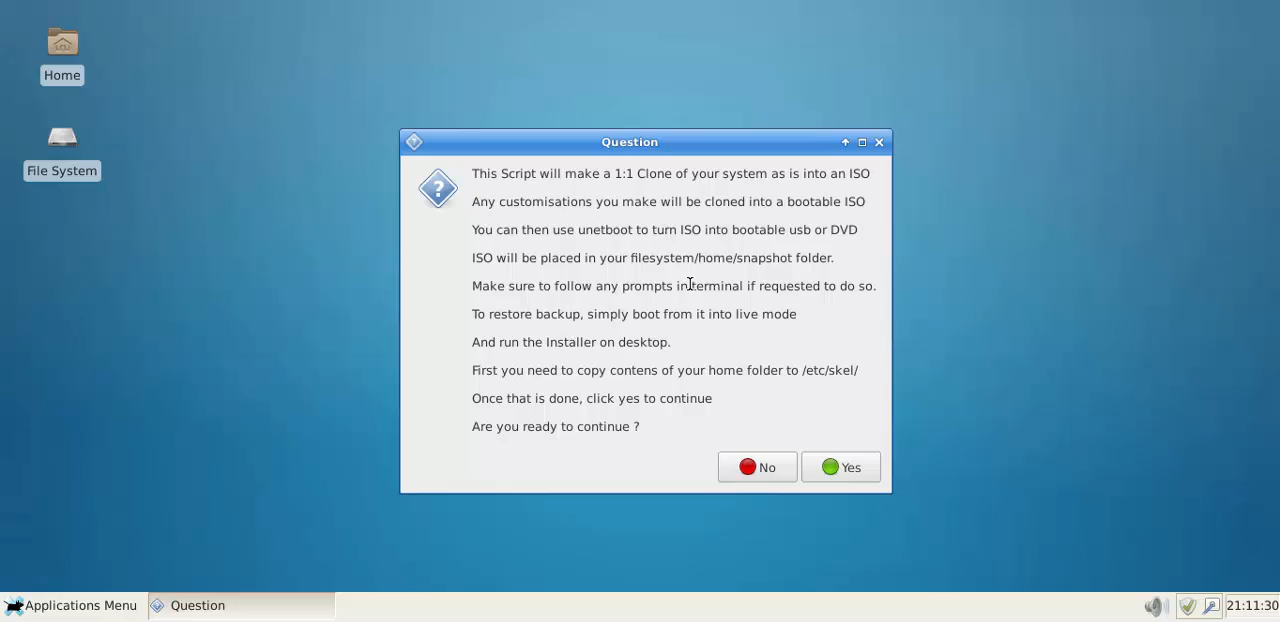 Home
File System
Question
This Script will make a 1:1 Clone of your system as is into an ISO
Any customisations you make will be cloned into a bootable ISO
You can then use unetboot to turn ISO into bootable usb or DVD
ISO will be placed in your filesystem/home/snapshot folder.
Make sure to follow any prompts in terminal if requested to do so.
To restore backup, simply boot from it into live mode
And run the Installer on desktop.
First you need to copy contens of your home folder to /etc/skel/
Once that is done, click yes to continue
Are you ready to continue ?
No
Yes
Applications Menu
Question
21:11:30